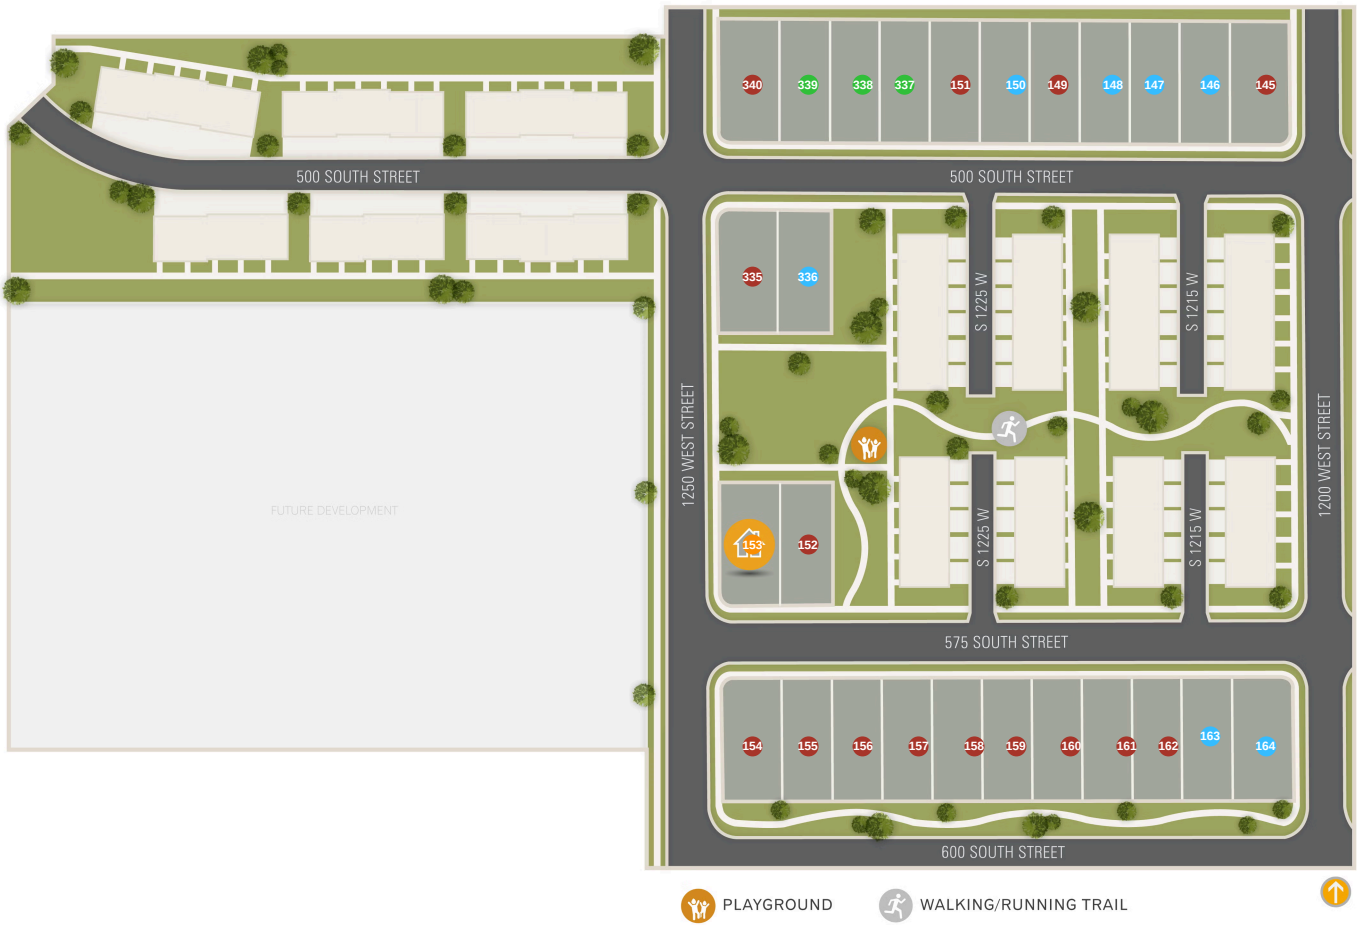 340 339 338 337 151 150 149 148 147 146 145
500 SOUTH STREET
500 SOUTH STREET
335 336
S 1225 W
S 1215 W
1250 WEST STREET
1200 WEST STREET
FUTURE DEVELOPMENT
153 152
S 1225 W
S 1215 W
575 SOUTH STREET
154 155 156 157 158 159 160 161 162 163 164
600 SOUTH STREET
PLAYGROUND
WALKING/RUNNING TRAIL